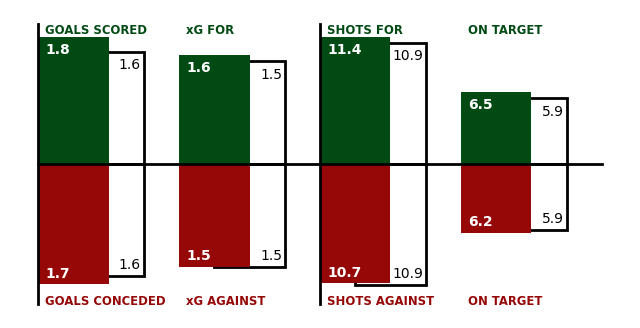 GOALS SCORED xG FOR SHOTS FOR ON TARGET
1.8 1.6 1.6 1.5 11.4 10.9 6.5 5.9
1.7 1.6 1.5 1.5 10.7 10.9 6.2 5.9
GOALS CONCEDED xG AGAINST SHOTS AGAINST ON TARGET